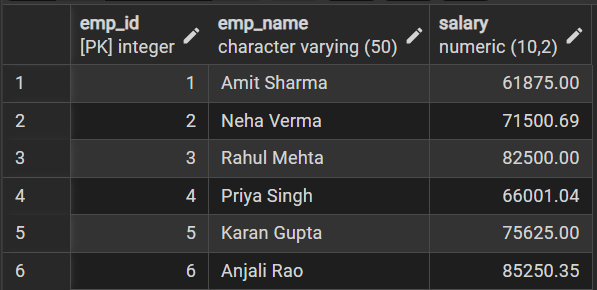 emp_id emp_name salary
[PK] integer character varying (50) numeric (10,2)
1 1 Amit Sharma 61875.00
2 2 Neha Verma 71500.69
3 3 Rahul Mehta 82500.00
4 4 Priya Singh 66001.04
5 5 Karan Gupta 75625.00
6 6 Anjali Rao 85250.35